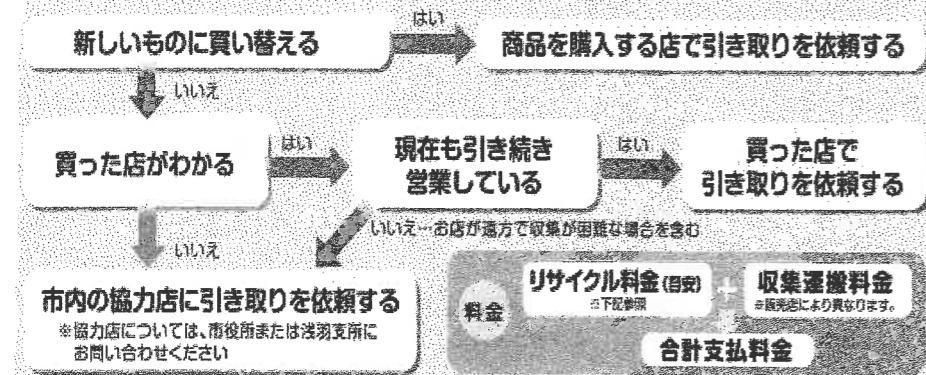 新しいものに買い替える
はい
商品を購入する店で引き取りを依頼する
いいえ
買った店がわかる
はい
現在も引き続き
営業している
はい
買った店で
引き取りを依頼する
いいえ…お店が遠方で収集が困難な場合を含む
いいえ
市内の協力店に引き取りを依頼する
※協力店については、市役所または浅羽支所に
お問い合わせください
料金
リサイクル料金(目安)
※下記参照
+
収集運搬料金
※販売店により異なります。
合計支払料金